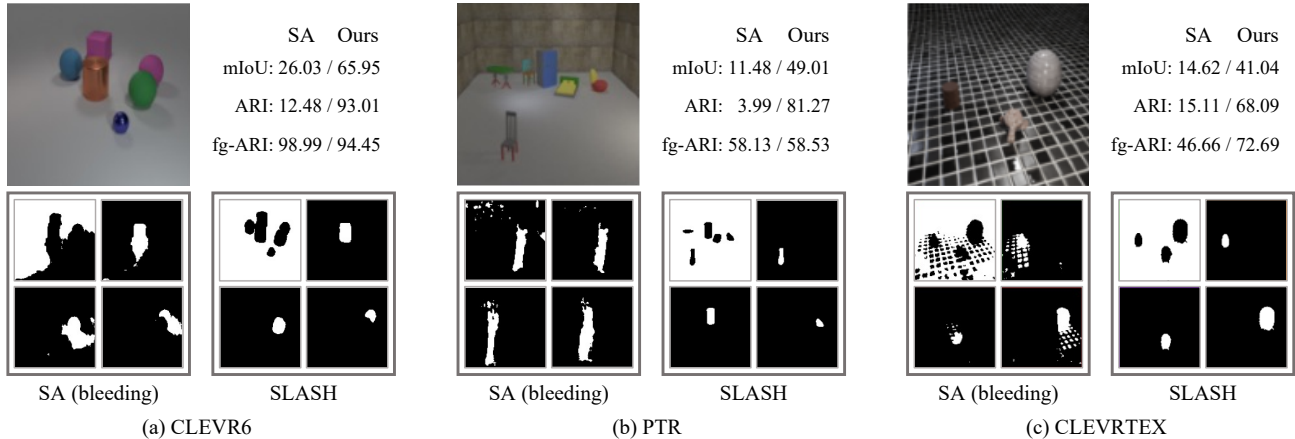 SA Ours
mIoU: 26.03 / 65.95
ARI: 12.48 / 93.01
fg-ARI: 98.99 / 94.45
SA (bleeding)
SLASH
(a) CLEVR6
SA Ours
mIoU: 11.48 / 49.01
ARI: 3.99 / 81.27
fg-ARI: 58.13 / 58.53
SA (bleeding)
SLASH
(b) PTR
SA Ours
mIoU: 14.62 / 41.04
ARI: 15.11 / 68.09
fg-ARI: 46.66 / 72.69
SA (bleeding)
SLASH
(c) CLEVRTEX